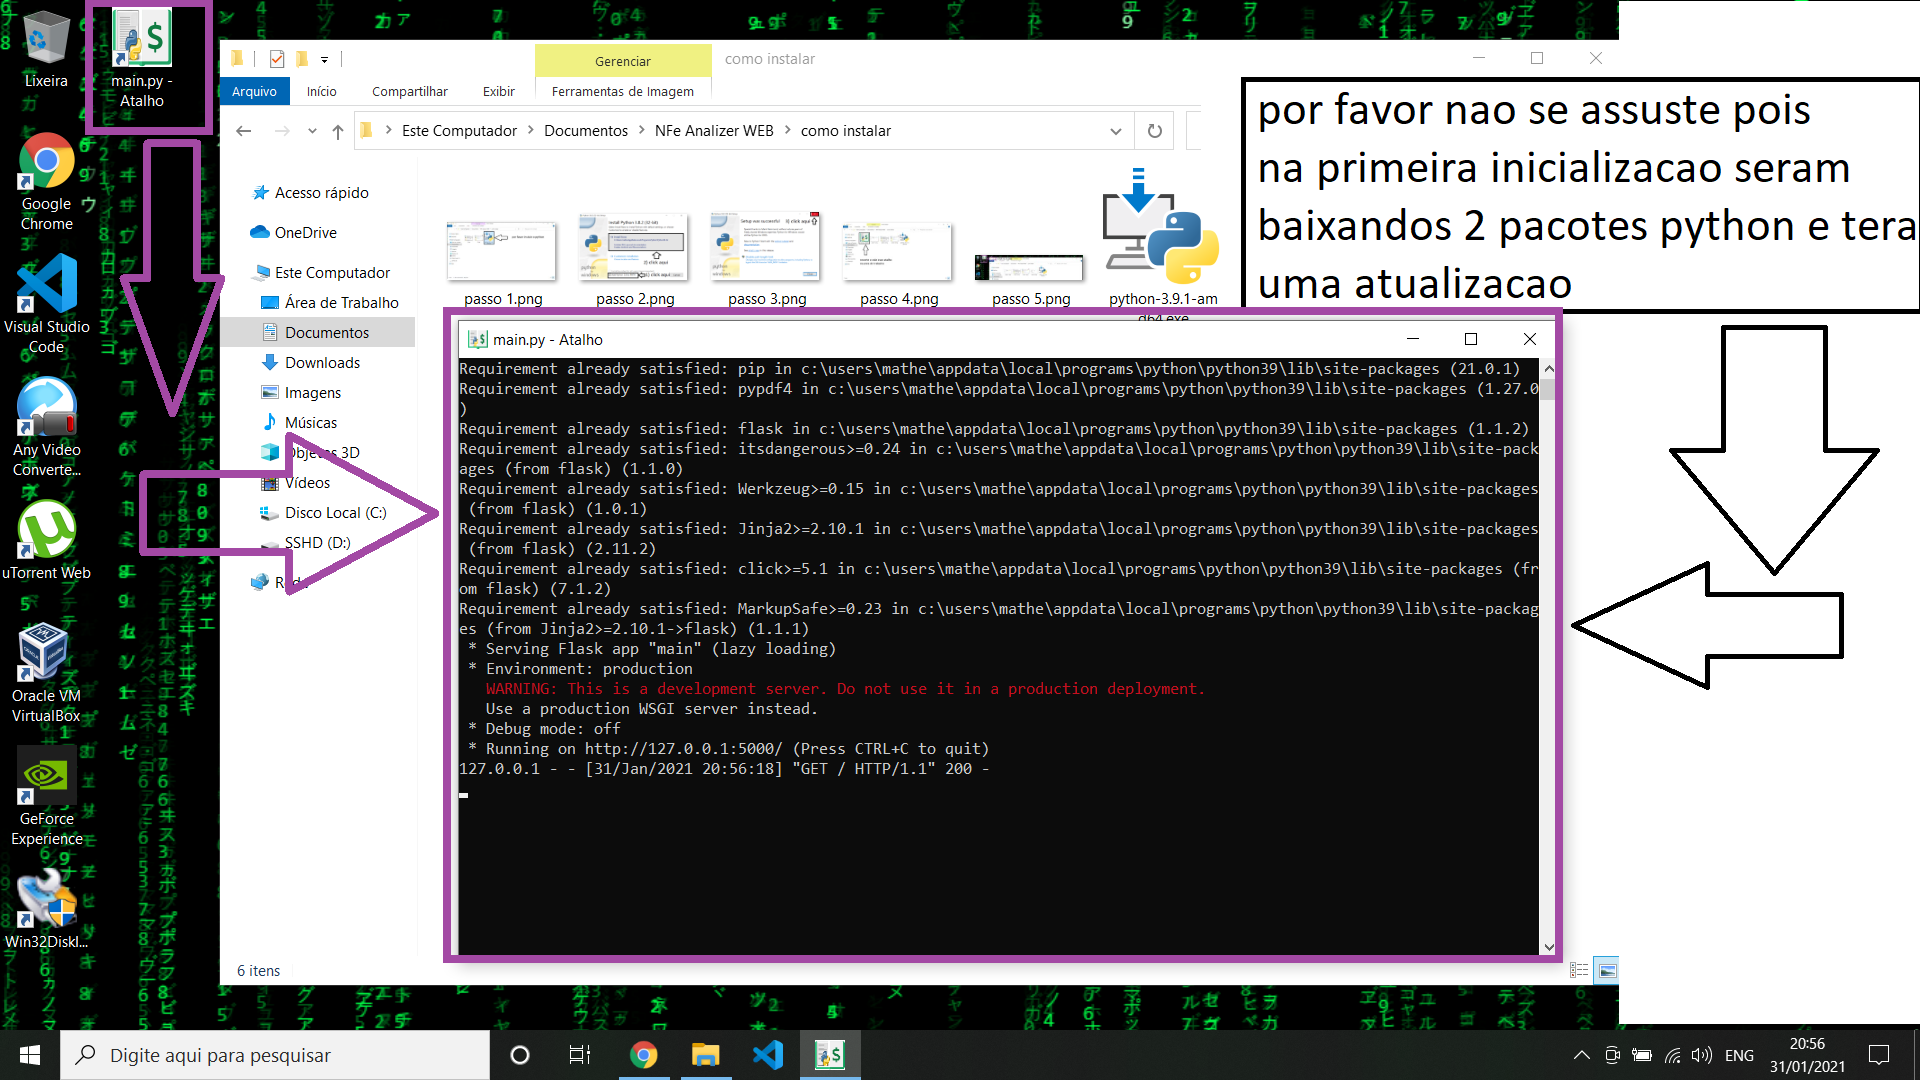 Lixeira
main.py -
Atalho
Google
Chrome
Visual Studio
Code
Any Video
Converte...
uTorrent Web
Oracle VM
VirtualBox
GeForce
Experience
Win32DiskI...
Gerenciar
como instalar
Arquivo
Início
Compartilhar
Exibir
Ferramentas de Imagem
Este Computador
Documentos
NFe Analizer WEB
como instalar
Acesso rápido
OneDrive
Este Computador
Área de Trabalho
Documentos
Downloads
Imagens
Músicas
Objetos 3D
Vídeos
Disco Local (C:)
SSHD (D:)
passo 1.png
passo 2.png
passo 3.png
passo 4.png
passo 5.png
python-3.9.1-am
d64.exe
por favor nao se assuste pois
na primeira inicializacao seram
baixandos 2 pacotes python e tera
uma atualizacao
main.py - Atalho
Requirement already satisfied: pip in c:\users\mathe\appdata\local\programs\python\python39\lib\site-packages (21.0.1)
Requirement already satisfied: pypdf4 in c:\users\mathe\appdata\local\programs\python\python39\lib\site-packages (1.27.0
)
Requirement already satisfied: flask in c:\users\mathe\appdata\local\programs\python\python39\lib\site-packages (1.1.2)
Requirement already satisfied: itsdangerous>=0.24 in c:\users\mathe\appdata\local\programs\python\python39\lib\site-pack
ages (from flask) (1.1.0)
Requirement already satisfied: Werkzeug>=0.15 in c:\users\mathe\appdata\local\programs\python\python39\lib\site-packages
(from flask) (1.0.1)
Requirement already satisfied: Jinja2>=2.10.1 in c:\users\mathe\appdata\local\programs\python\python39\lib\site-packages
(from flask) (2.11.2)
Requirement already satisfied: click>=5.1 in c:\users\mathe\appdata\local\programs\python\python39\lib\site-packages (fr
om flask) (7.1.2)
Requirement already satisfied: MarkupSafe>=0.23 in c:\users\mathe\appdata\local\programs\python\python39\lib\site-packag
es (from Jinja2>=2.10.1->flask) (1.1.1)
* Serving Flask app "main" (lazy loading)
* Environment: production
WARNING: This is a development server. Do not use it in a production deployment.
Use a production WSGI server instead.
* Debug mode: off
* Running on http://127.0.0.1:5000/ (Press CTRL+C to quit)
127.0.0.1 - - [31/Jan/2021 20:56:18] "GET / HTTP/1.1" 200 -
6 itens
Digite aqui para pesquisar
ENG
20:56
31/01/2021